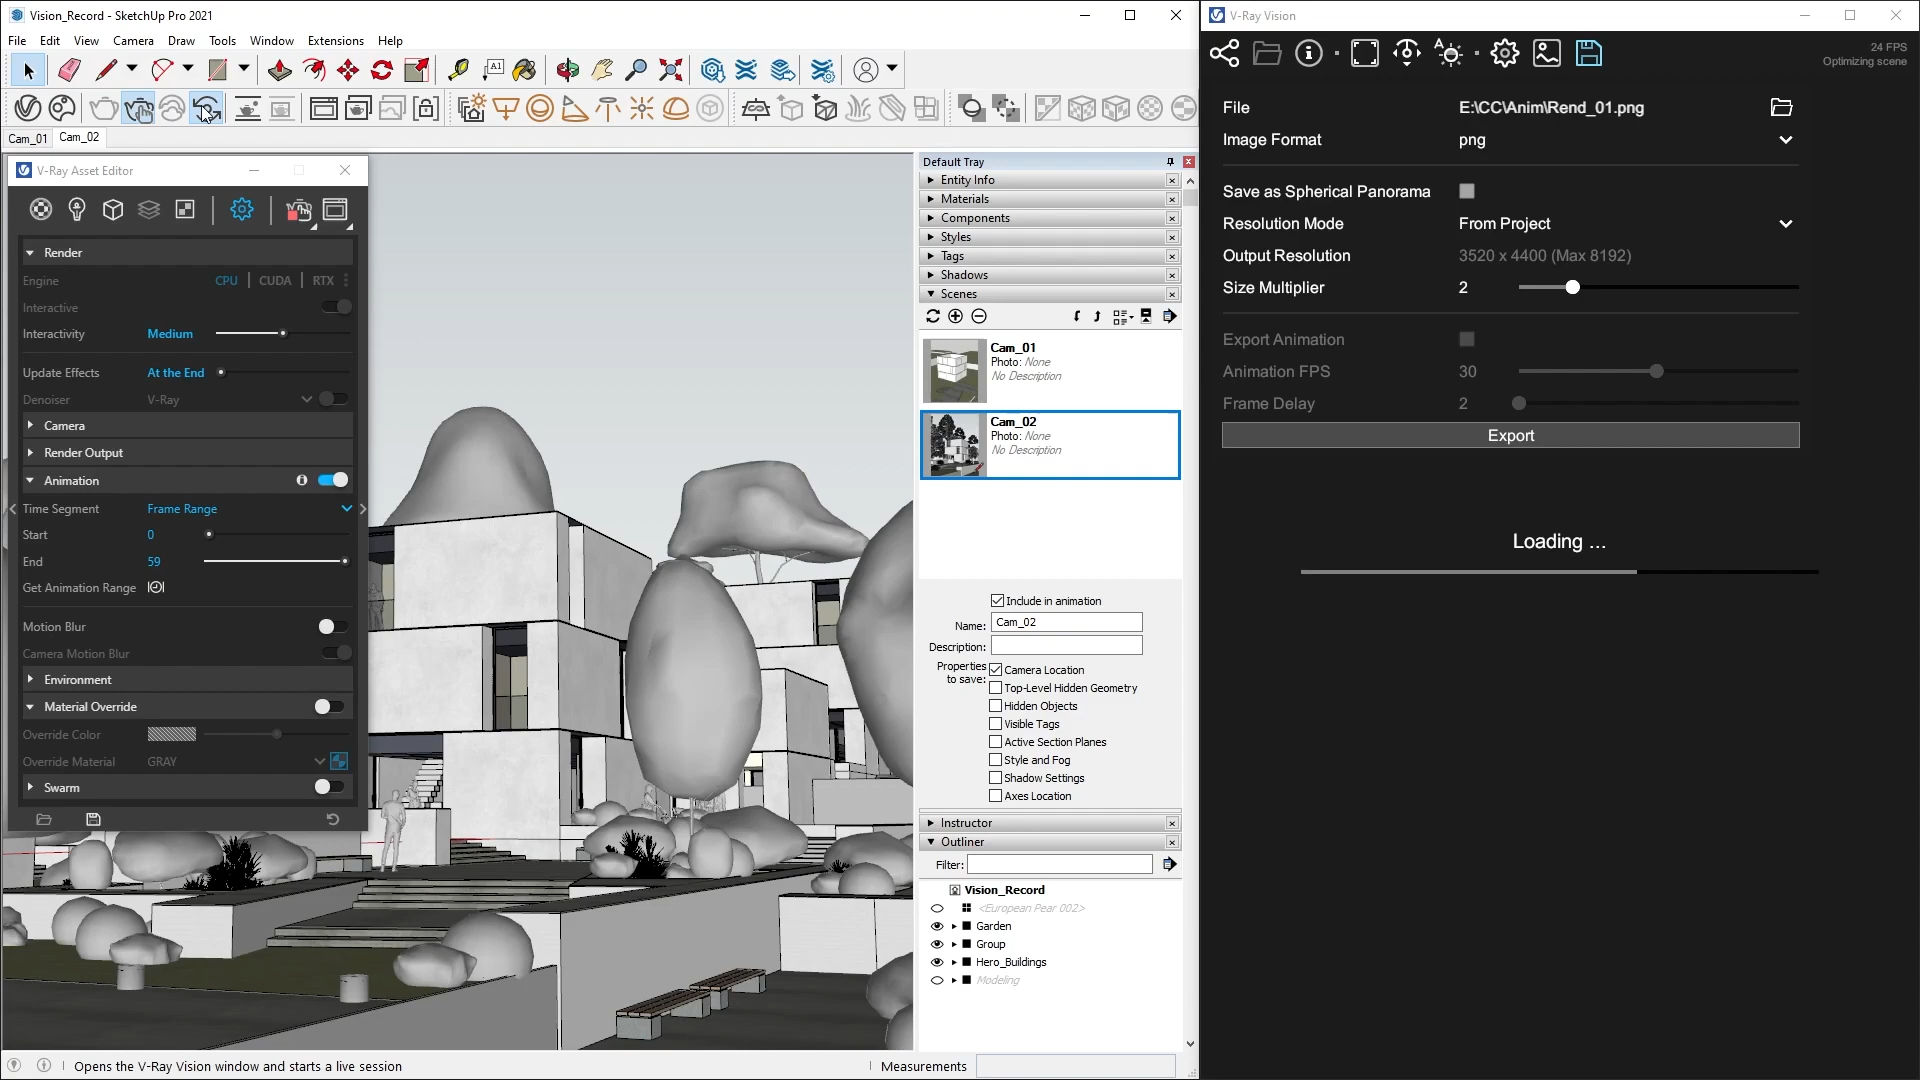 Vision_Record - SketchUp Pro 2021
File Edit View Camera Draw Tools Window Extensions Help
Cam_01 Cam_02
V-Ray Asset Editor
Render
Engine CPU CUDA RTX
Interactive
Interactivity Medium
Update Effects At the End
Denoiser V-Ray
Camera
Render Output
Animation
Time Segment Frame Range
Start 0
End 59
Get Animation Range
Motion Blur
Camera Motion Blur
Environment
Material Override
Override Color
Override Material GRAY
Swarm
Default Tray
Entity Info
Materials
Components
Styles
Tags
Shadows
Scenes
Cam_01
Photo: None
No Description
Cam_02
Photo: None
No Description
Include in animation
Name: Cam_02
Description:
Properties to save:
Camera Location
Top-Level Hidden Geometry
Hidden Objects
Visible Tags
Active Section Planes
Style and Fog
Shadow Settings
Axes Location
Instructor
Outliner
Filter:
Vision_Record
<European Pear 002>
Garden
Group
Hero_Buildings
Modeling
Opens the V-Ray Vision window and starts a live session
Measurements
V-Ray Vision
24 FPS
Optimizing scene
File E:\CC\Anim\Rend_01.png
Image Format png
Save as Spherical Panorama
Resolution Mode From Project
Output Resolution 3520 x 4400 (Max 8192)
Size Multiplier 2
Export Animation
Animation FPS 30
Frame Delay 2
Export
Loading ...